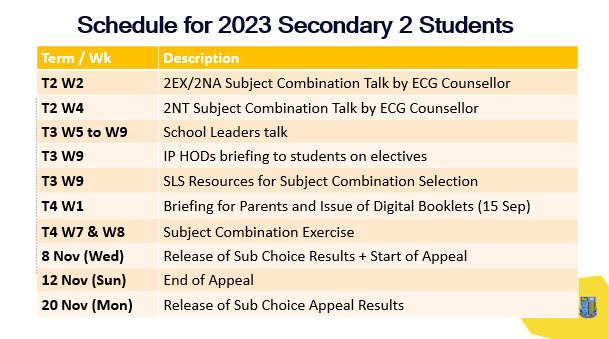 Schedule for 2023 Secondary 2 Students
Term / Wk Description
T2 W2 2EX/2NA Subject Combination Talk by ECG Counsellor
T2 W4 2NT Subject Combination Talk by ECG Counsellor
T3 W5 to W9 School Leaders talk
T3 W9 IP HODs briefing to students on electives
T3 W9 SLS Resources for Subject Combination Selection
T4 W1 Briefing for Parents and Issue of Digital Booklets (15 Sep)
T4 W7 & W8 Subject Combination Exercise
8 Nov (Wed) Release of Sub Choice Results + Start of Appeal
12 Nov (Sun) End of Appeal
20 Nov (Mon) Release of Sub Choice Appeal Results